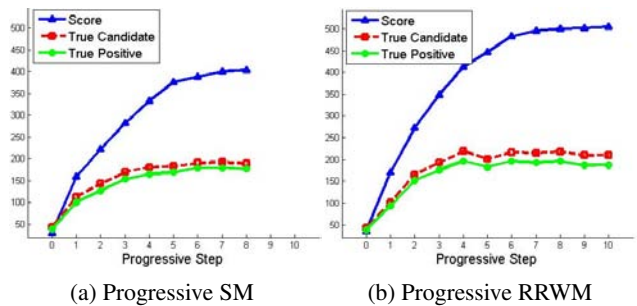 Score
True Candidate
True Positive
400
350
300
250
200
150
100
50
0 1 2 3 4 5 6 7 8 9 10
Progressive Step
(a) Progressive SM
Score
True Candidate
True Positive
500
450
400
350
300
250
200
150
100
50
0 1 2 3 4 5 6 7 8 9 10
Progressive Step
(b) Progressive RRWM